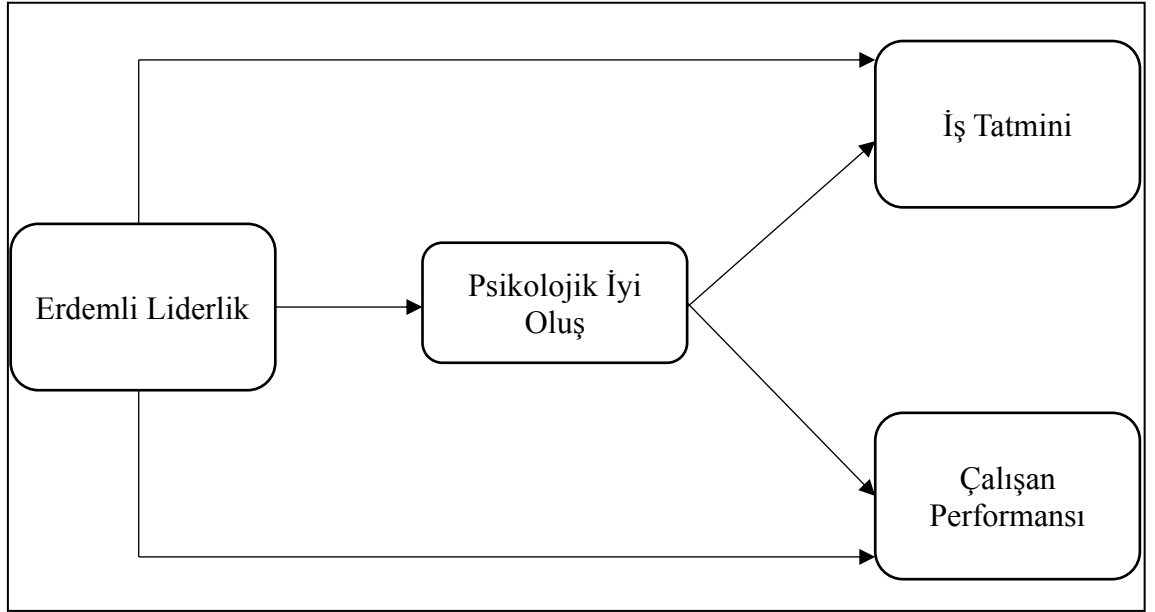 İş Tatmini
Erdemli Liderlik
Psikolojik İyi
Oluş
Çalışan
Performansı